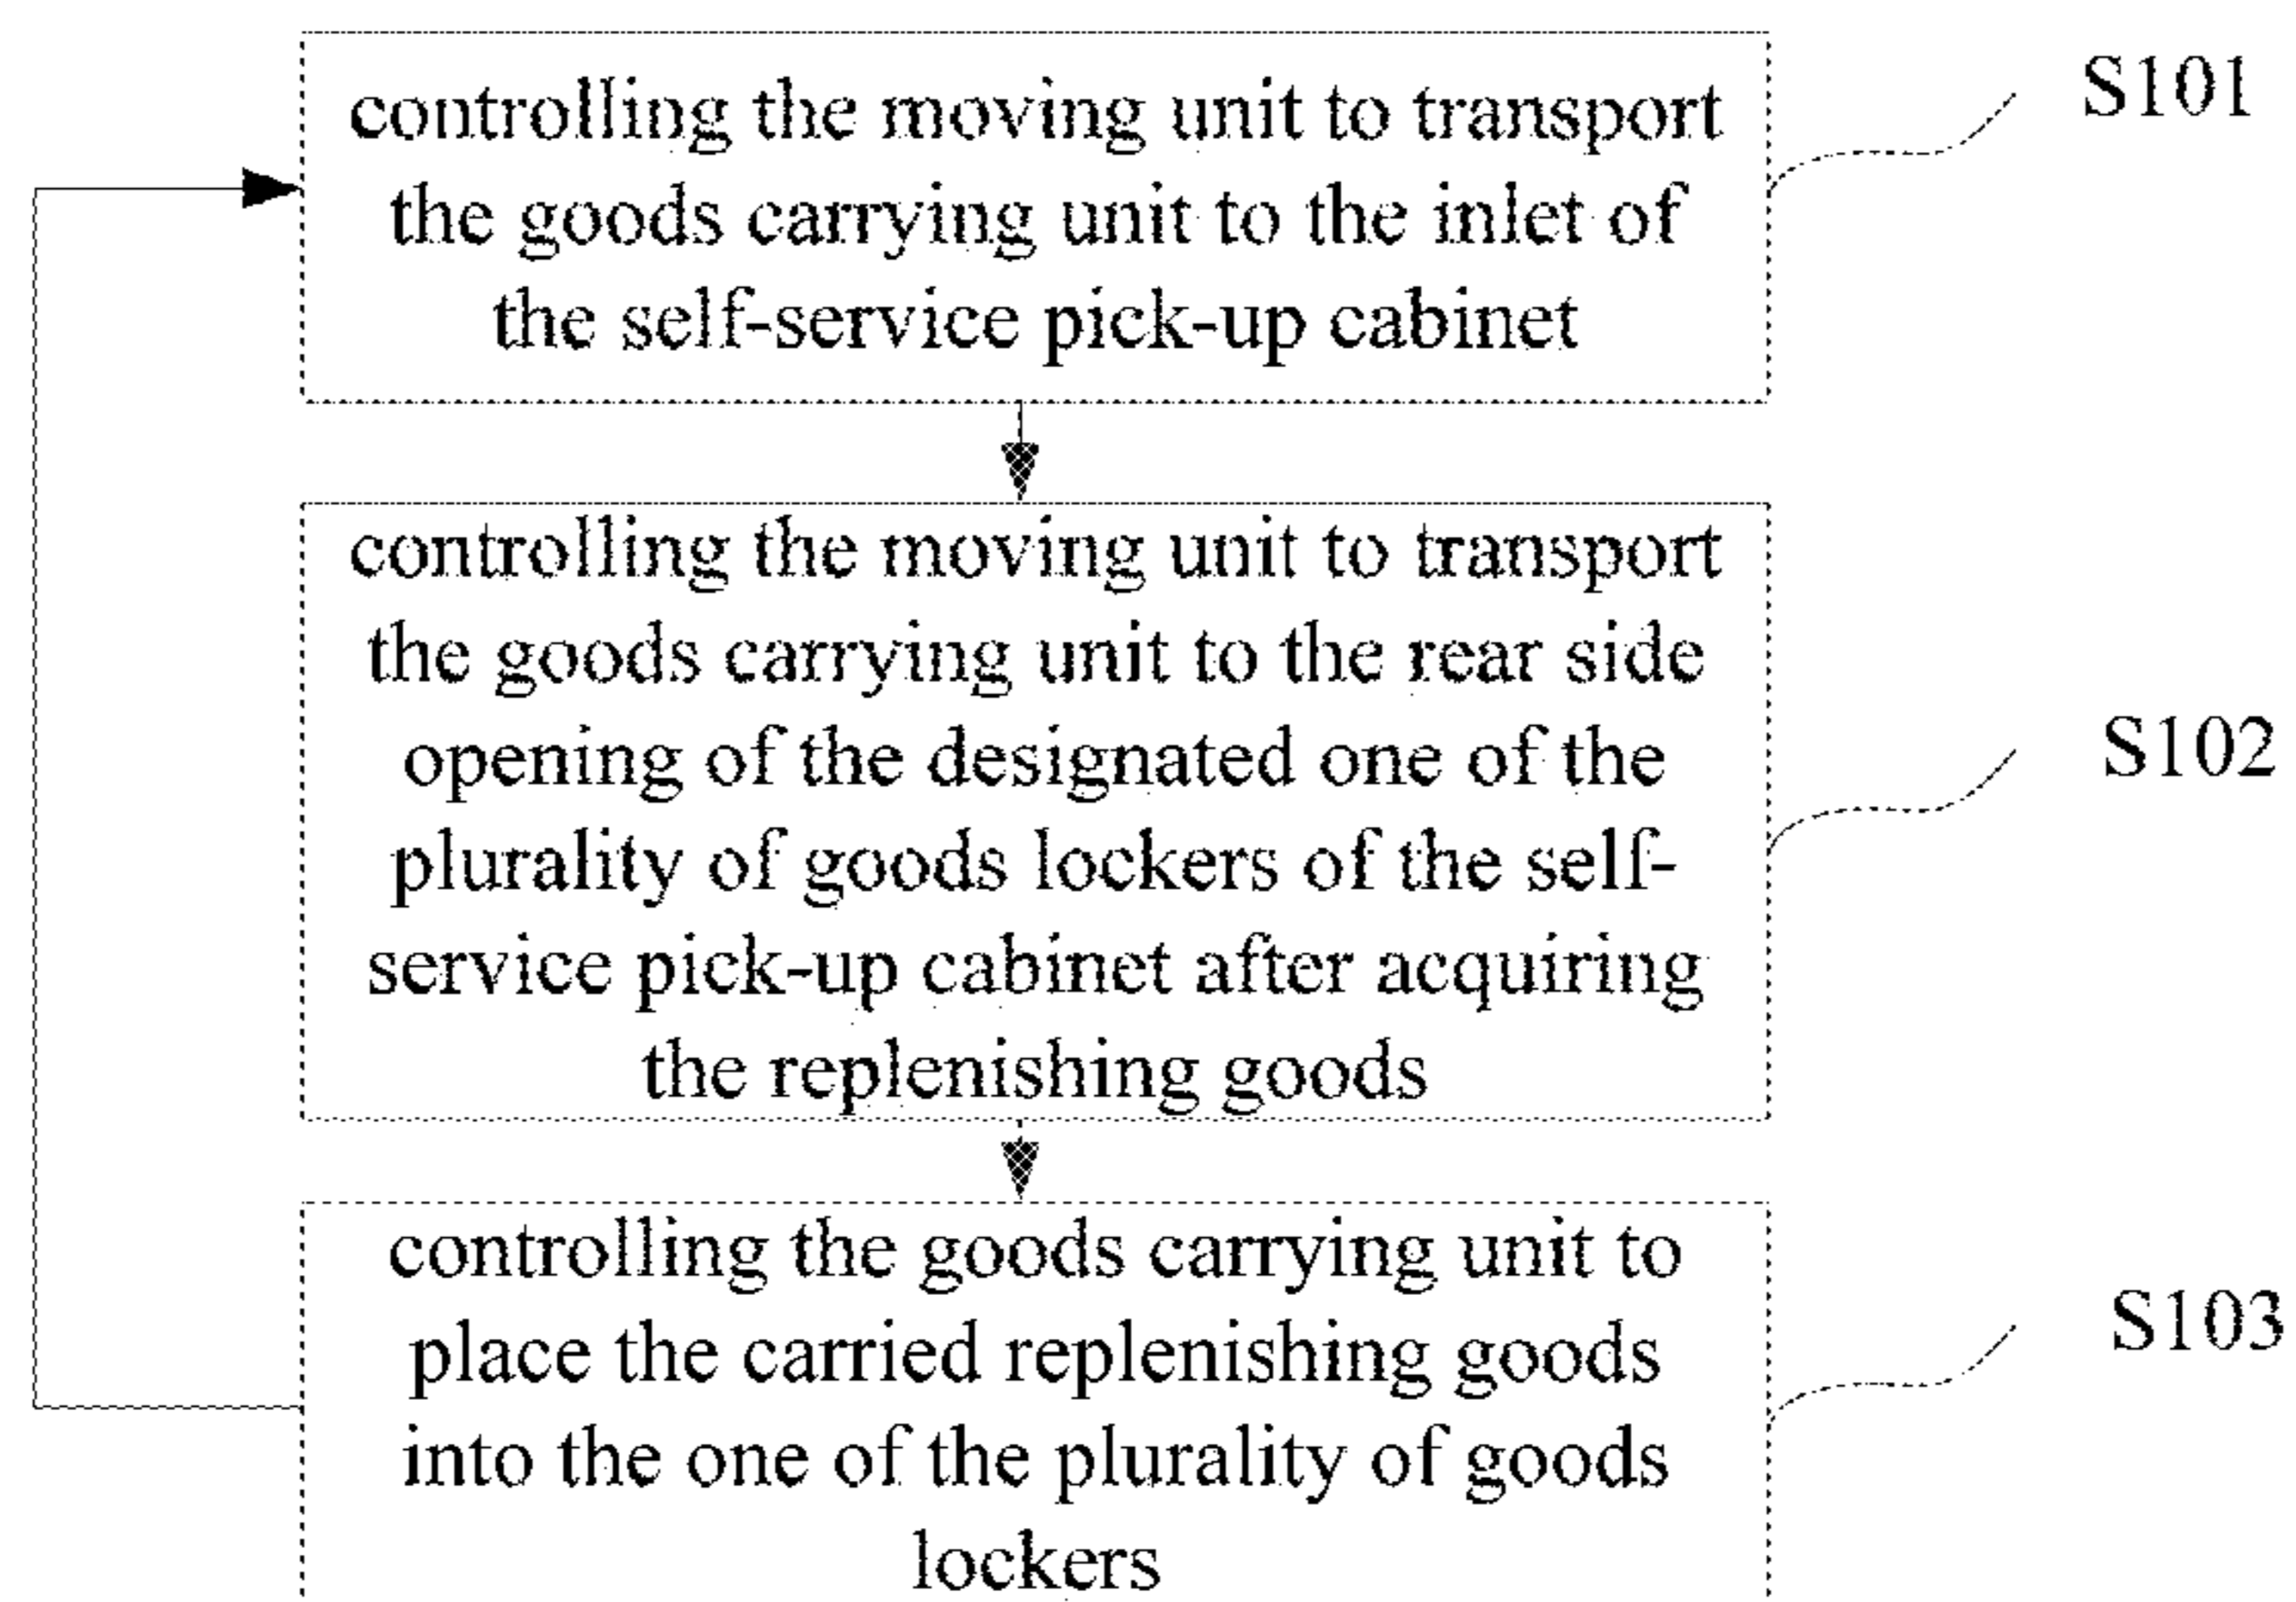 controlling the moving unit to transport
the goods carrying unit to the inlet of
the self-service pick-up cabinet
S101
controlling the moving unit to transport
the goods carrying unit to the rear side
opening of the designated one of the
plurality of goods lockers of the self-
service pick-up cabinet after acquiring
the replenishing goods
S102
controlling the goods carrying unit to
place the carried replenishing goods
into the one of the plurality of goods
lockers
S103